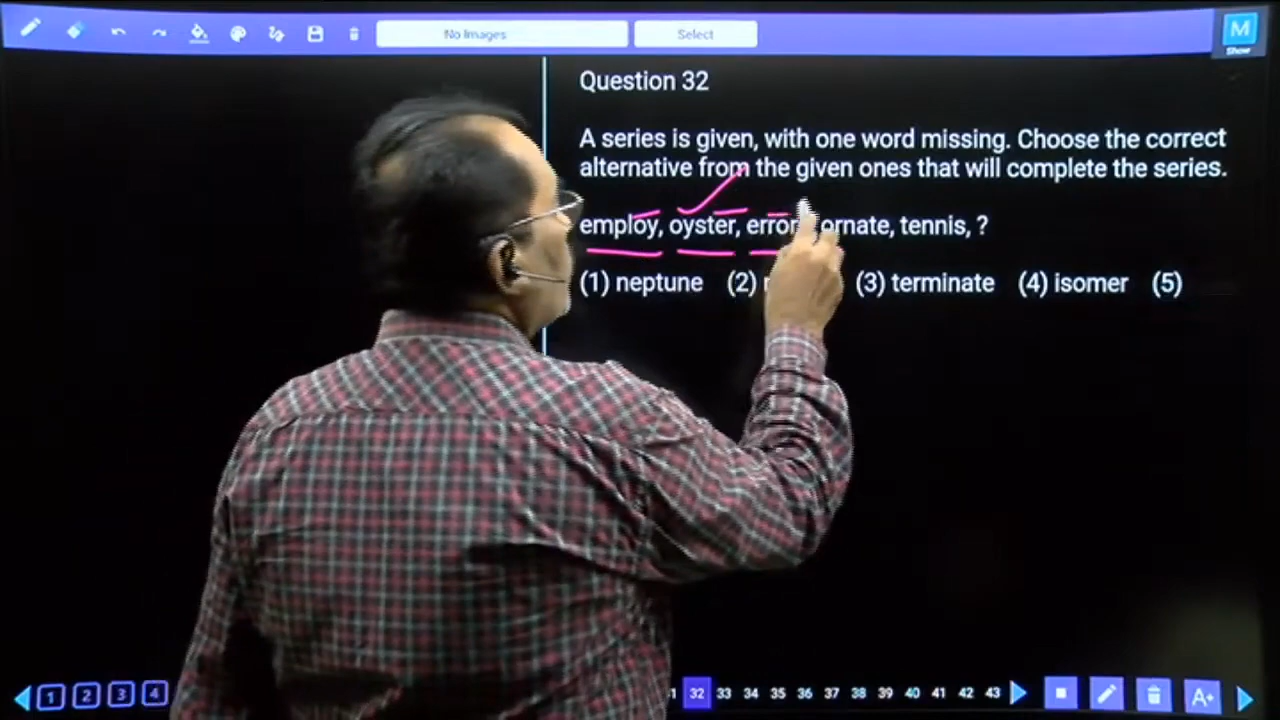 No Images
Select
M
Show
Question 32
A series is given, with one word missing. Choose the correct
alternative from the given ones that will complete the series.
employ, oyster, error, ornate, tennis, ?
(1) neptune (2) (3) terminate (4) isomer (5)
1 2 3 4
32 33 34 35 36 37 38 39 40 41 42 43
A+